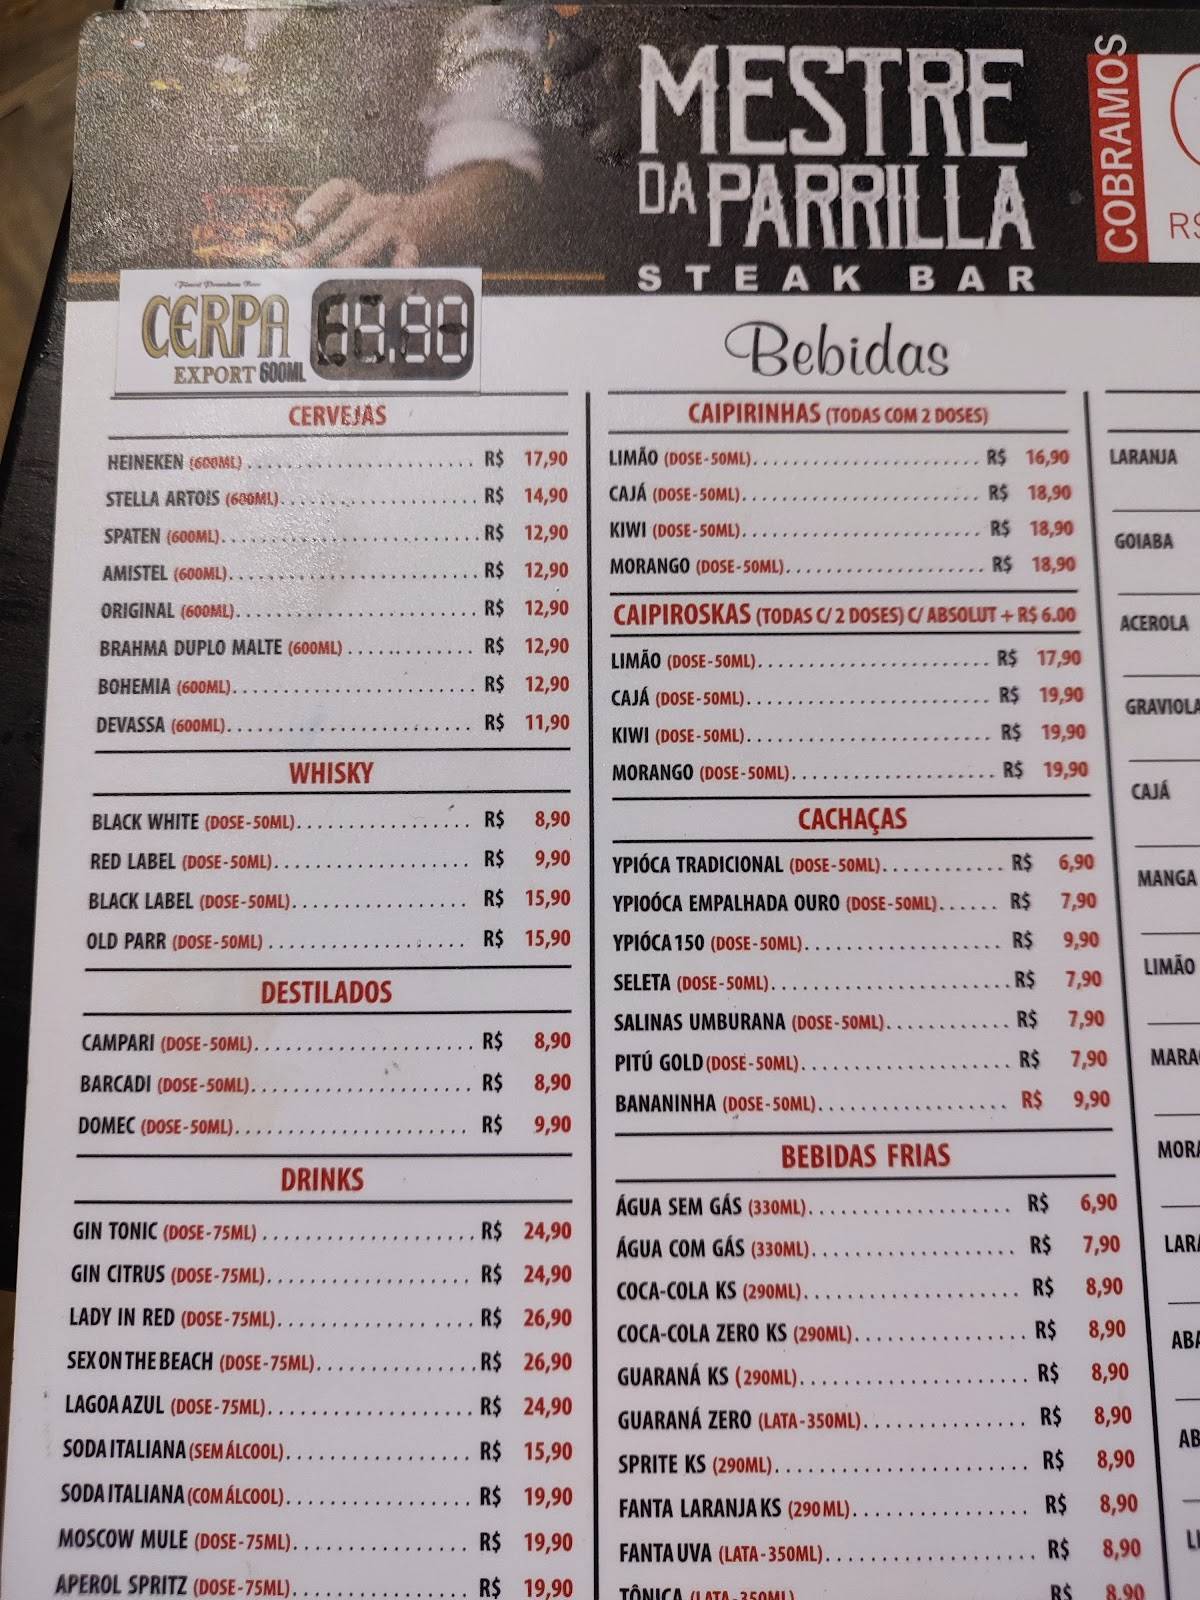 MESTRE
DA PARRILLA
STEAK BAR
COBRAMOS
R$
Finest Premium Beer
CERPA 15,90
EXPORT 600ML
Bebidas
CERVEJAS
HEINEKEN (600ML) R$ 17,90
STELLA ARTOIS (600ML) R$ 14,90
SPATEN (600ML) R$ 12,90
AMISTEL (600ML) R$ 12,90
ORIGINAL (600ML) R$ 12,90
BRAHMA DUPLO MALTE (600ML) R$ 12,90
BOHEMIA (600ML) R$ 12,90
DEVASSA (600ML) R$ 11,90
WHISKY
BLACK WHITE (DOSE-50ML) R$ 8,90
RED LABEL (DOSE-50ML) R$ 9,90
BLACK LABEL (DOSE-50ML) R$ 15,90
OLD PARR (DOSE-50ML) R$ 15,90
DESTILADOS
CAMPARI (DOSE-50ML) R$ 8,90
BARCADI (DOSE-50ML) R$ 8,90
DOMEC (DOSE-50ML) R$ 9,90
DRINKS
GIN TONIC (DOSE-75ML) R$ 24,90
GIN CITRUS (DOSE-75ML) R$ 24,90
LADY IN RED (DOSE-75ML) R$ 26,90
SEX ON THE BEACH (DOSE-75ML) R$ 26,90
LAGOA AZUL (DOSE-75ML) R$ 24,90
SODA ITALIANA (SEM ÁLCOOL) R$ 15,90
SODA ITALIANA (COM ÁLCOOL) R$ 19,90
MOSCOW MULE (DOSE-75ML) R$ 19,90
APEROL SPRITZ (DOSE-75ML) R$ 19,90
CAIPIRINHAS (TODAS COM 2 DOSES)
LIMÃO (DOSE-50ML) R$ 16,90
CAJÁ (DOSE-50ML) R$ 18,90
KIWI (DOSE-50ML) R$ 18,90
MORANGO (DOSE-50ML) R$ 18,90
CAIPIROSKAS (TODAS C/ 2 DOSES) C/ ABSOLUT + R$ 6.00
LIMÃO (DOSE-50ML) R$ 17,90
CAJÁ (DOSE-50ML) R$ 19,90
KIWI (DOSE-50ML) R$ 19,90
MORANGO (DOSE-50ML) R$ 19,90
CACHAÇAS
YPIÓCA TRADICIONAL (DOSE-50ML) R$ 6,90
YPIOÓCA EMPALHADA OURO (DOSE-50ML) R$ 7,90
YPIÓCA 150 (DOSE-50ML) R$ 9,90
SELETA (DOSE-50ML) R$ 7,90
SALINAS UMBURANA (DOSE-50ML) R$ 7,90
PITÚ GOLD (DOSE-50ML) R$ 7,90
BANANINHA (DOSE-50ML) R$ 9,90
BEBIDAS FRIAS
ÁGUA SEM GÁS (330ML) R$ 6,90
ÁGUA COM GÁS (330ML) R$ 7,90
COCA-COLA KS (290ML) R$ 8,90
COCA-COLA ZERO KS (290ML) R$ 8,90
GUARANÁ KS (290ML) R$ 8,90
GUARANÁ ZERO (LATA-350ML) R$ 8,90
SPRITE KS (290ML) R$ 8,90
FANTA LARANJA KS (290ML) R$ 8,90
FANTA UVA (LATA-350ML) R$ 8,90
TÔNICA (LATA-350ML) R$ 8,90
LARANJA
GOIABA
ACEROLA
GRAVIOLA
CAJÁ
MANGA
LIMÃO